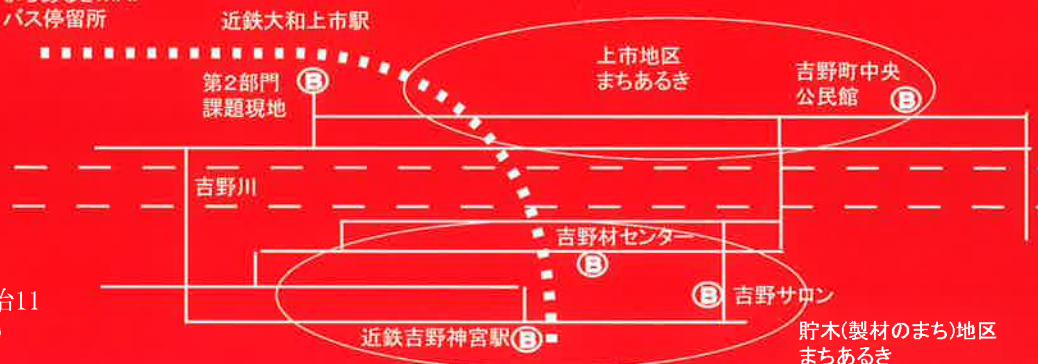 バス停留所
近鉄大和上市駅
第2部門
課題現地
B
上市地区
まちあるき
吉野町中央
公民館
B
吉野川
吉野材センター
B
B
吉野サロン
台11
近鉄吉野神宮駅
B
貯木(製材のまち)地区
まちあるき